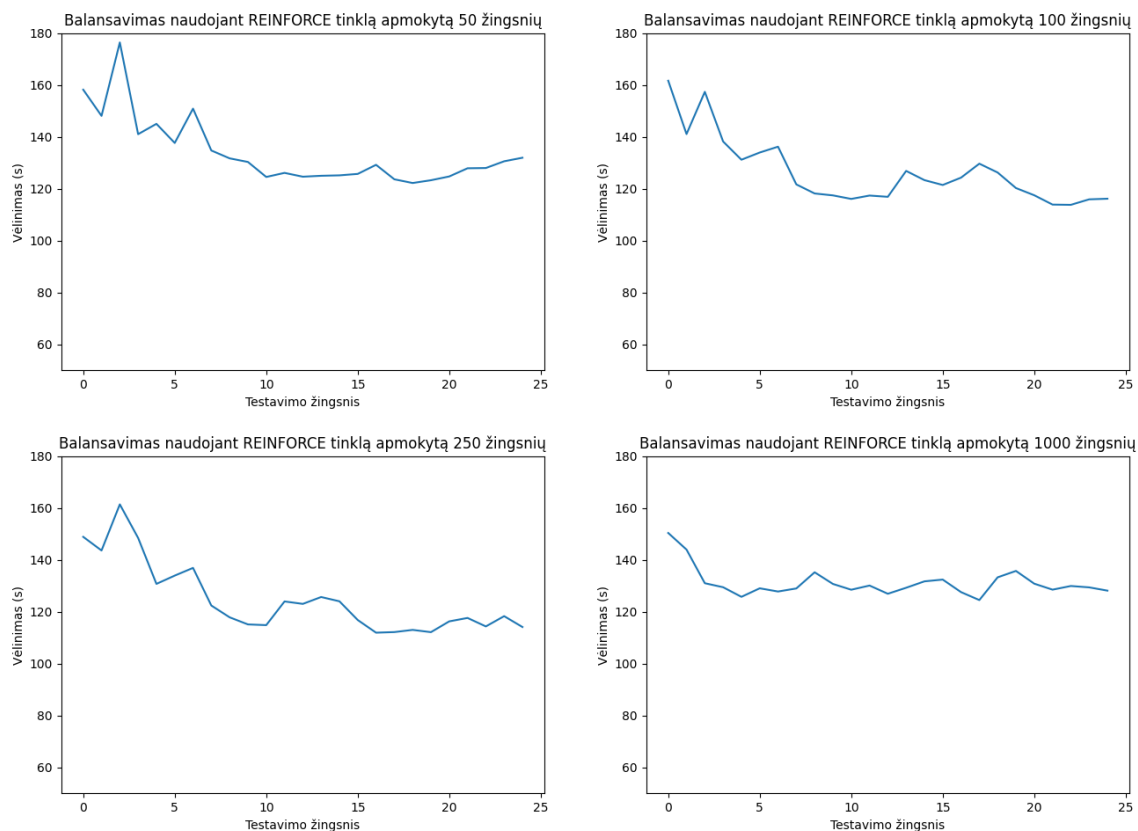 Balansavimas naudojant REINFORCE tinklą apmokytą 50 žingsnių
180
160
140
120
100
80
60
Vėlinimas (s)
0 5 10 15 20 25
Testavimo žingsnis
Balansavimas naudojant REINFORCE tinklą apmokytą 100 žingsnių
180
160
140
120
100
80
60
Vėlinimas (s)
0 5 10 15 20 25
Testavimo žingsnis
Balansavimas naudojant REINFORCE tinklą apmokytą 250 žingsnių
180
160
140
120
100
80
60
Vėlinimas (s)
0 5 10 15 20 25
Testavimo žingsnis
Balansavimas naudojant REINFORCE tinklą apmokytą 1000 žingsnių
180
160
140
120
100
80
60
Vėlinimas (s)
0 5 10 15 20 25
Testavimo žingsnis